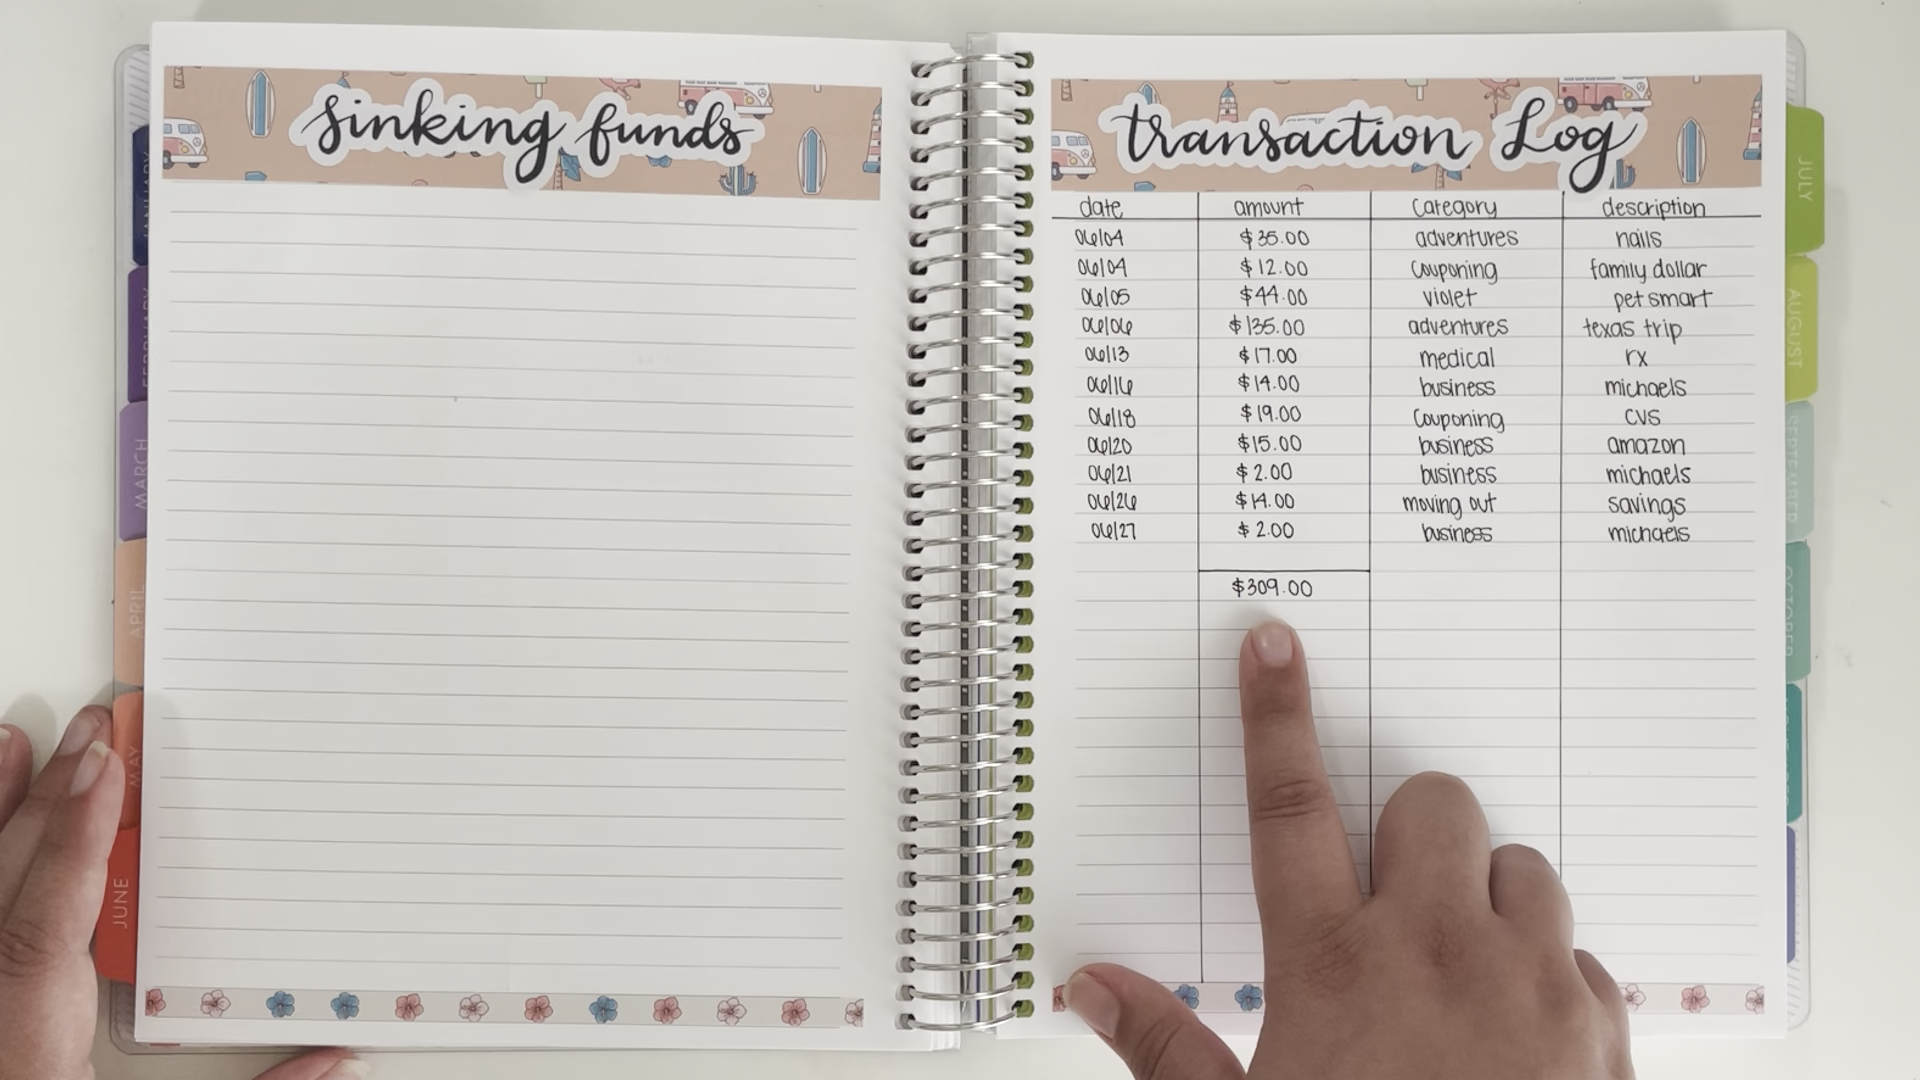 sinking funds
transaction Log
date amount category description
06/04 $35.00 adventures nails
06/04 $12.00 couponing family dollar
06/05 $44.00 violet pet smart
06/06 $135.00 adventures texas trip
06/13 $17.00 medical rx
06/16 $14.00 business michaels
06/18 $19.00 couponing CVS
06/20 $15.00 business amazon
06/21 $2.00 business michaels
06/26 $14.00 moving out savings
06/27 $2.00 business michaels
$309.00
JANUARY
FEBRUARY
MARCH
APRIL
MAY
JUNE
JULY
AUGUST
SEPTEMBER
OCTOBER